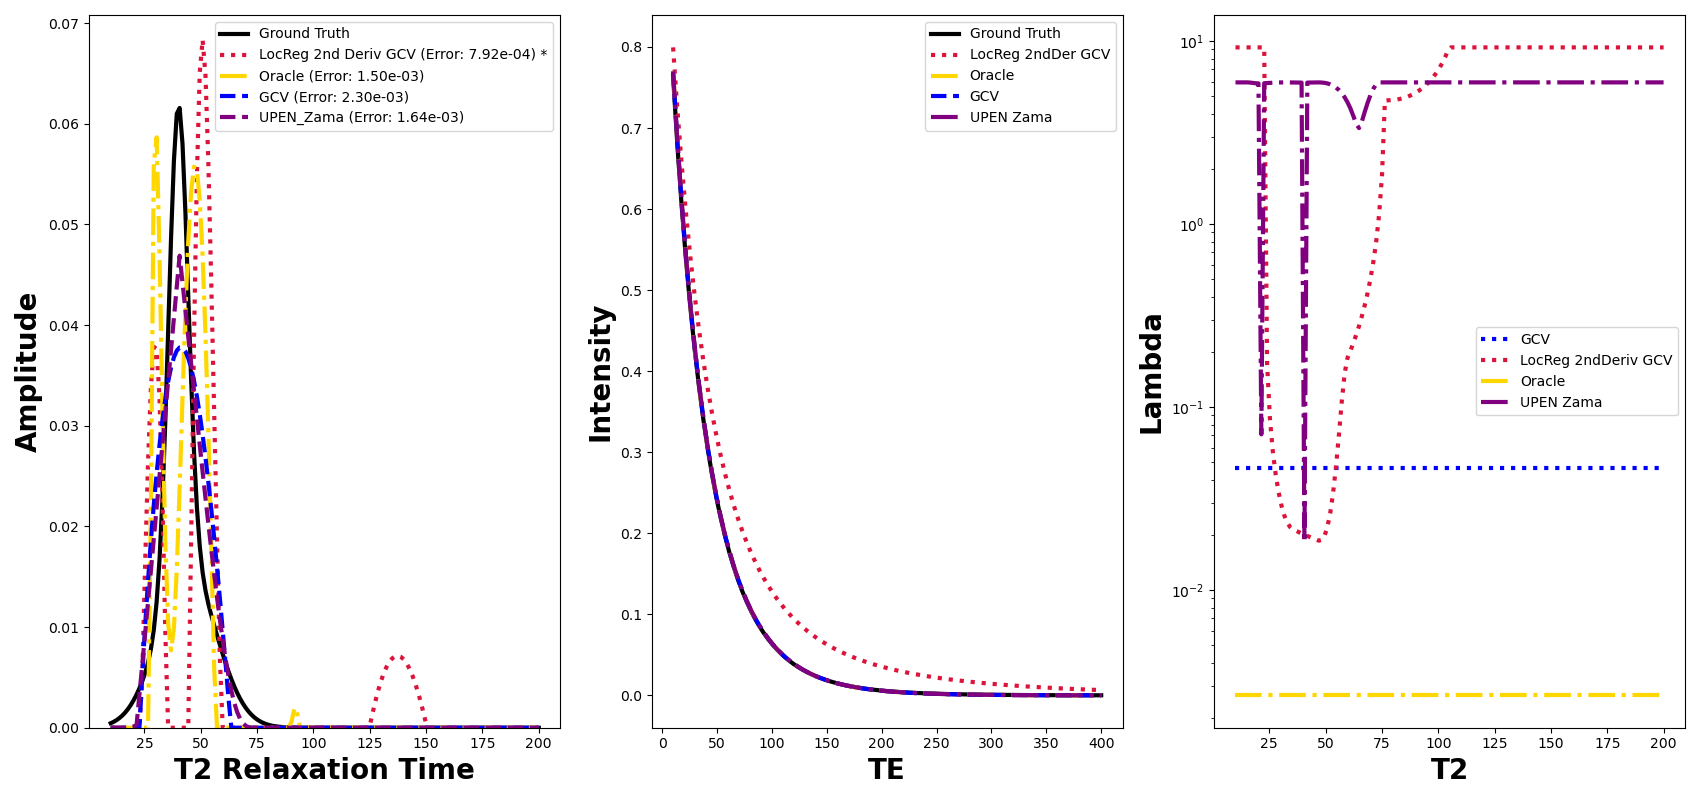 Ground Truth
LocReg 2nd Deriv GCV (Error: 7.92e-04) *
Oracle (Error: 1.50e-03)
GCV (Error: 2.30e-03)
UPEN_Zama (Error: 1.64e-03)
0.07
0.06
0.05
0.04
0.03
0.02
0.01
0.00
Amplitude
25 50 75 100 125 150 175 200
T2 Relaxation Time
Ground Truth
LocReg 2ndDer GCV
Oracle
GCV
UPEN Zama
0.8
0.7
0.6
0.5
0.4
0.3
0.2
0.1
0.0
Intensity
0 50 100 150 200 250 300 350 400
TE
10¹
10⁰
10⁻¹
10⁻²
Lambda
GCV
LocReg 2ndDeriv GCV
Oracle
UPEN Zama
25 50 75 100 125 150 175 200
T2